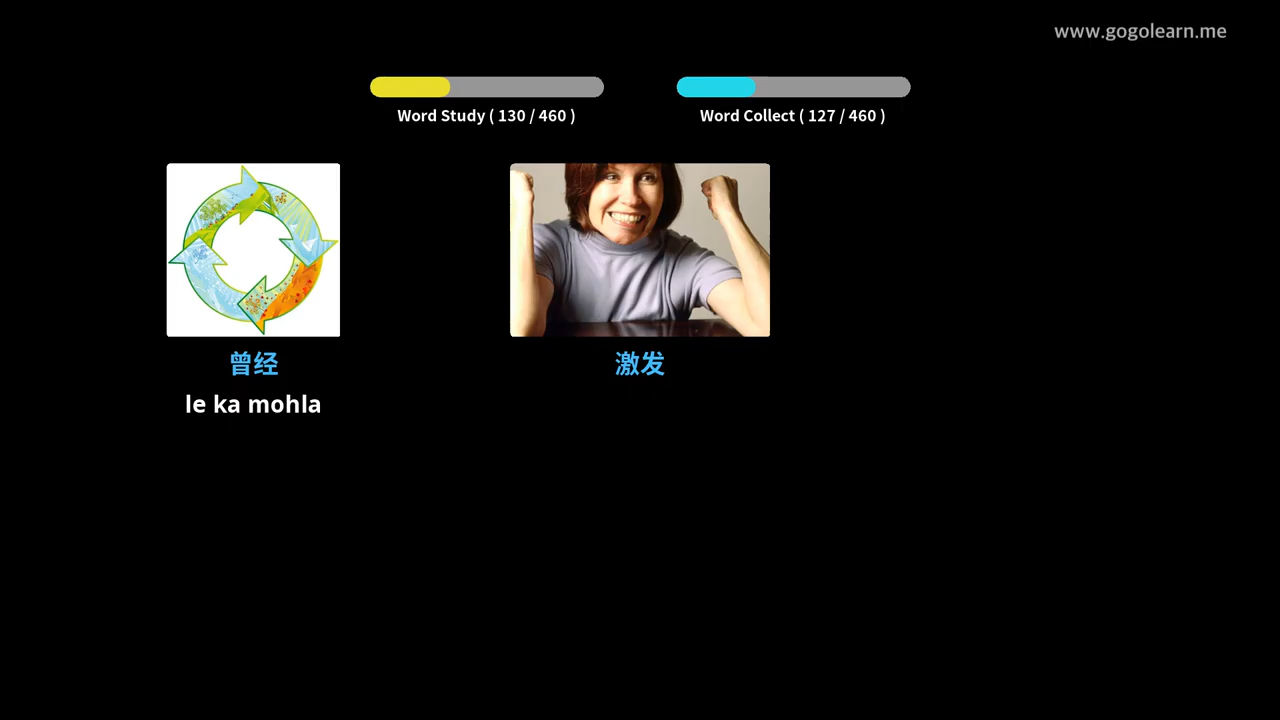 www.gogolearn.me
Word Study ( 130 / 460 )
Word Collect ( 127 / 460 )
曾经
激发
le ka mohla